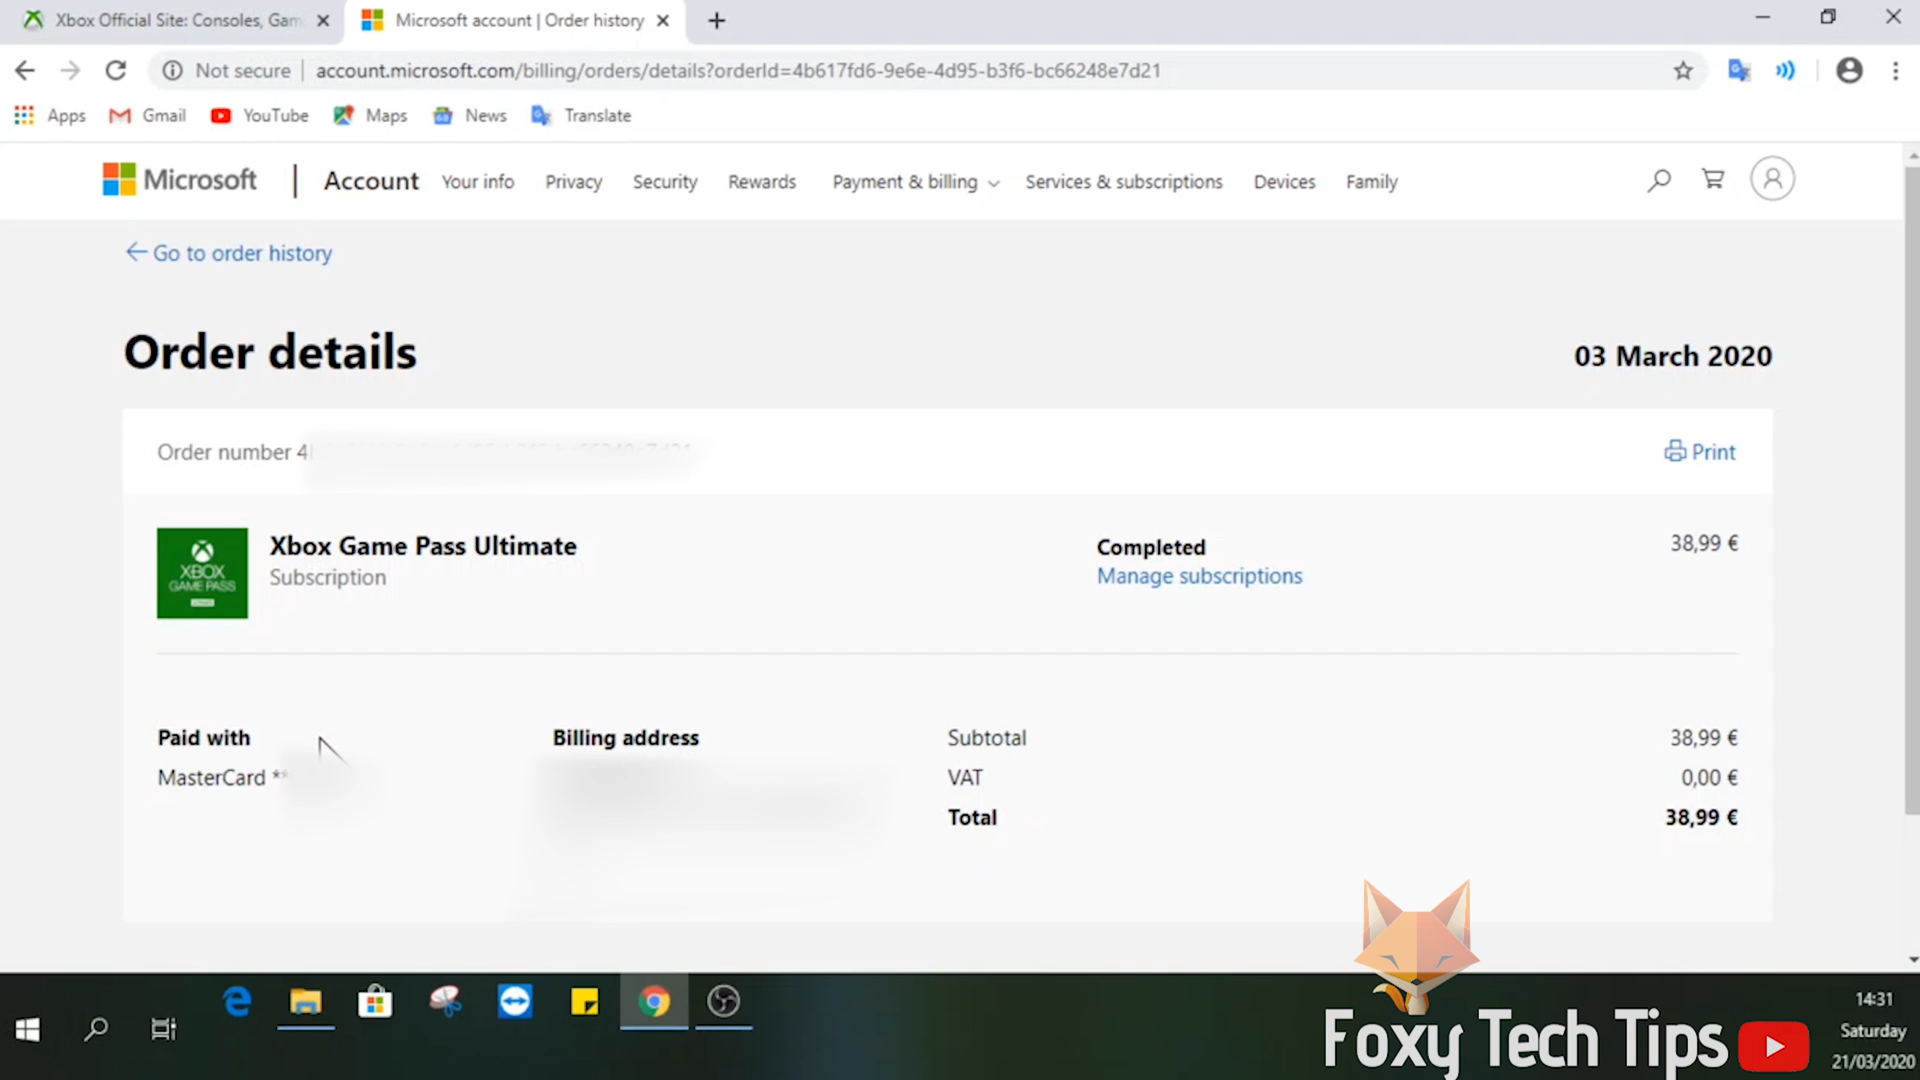 Xbox Official Site: Consoles, Gam
Microsoft account | Order history
Not secure
account.microsoft.com/billing/orders/details?orderId=4b617fd6-9e6e-4d95-b3f6-bc66248e7d21
Apps Gmail YouTube Maps News Translate
Microsoft | Account Your info Privacy Security Rewards Payment & billing Services & subscriptions Devices Family
Go to order history
Order details
03 March 2020
Order number 4
Print
XBOX
GAME PASS
Xbox Game Pass Ultimate
Subscription
Completed
Manage subscriptions
38,99 €
Paid with
MasterCard **
Billing address
Subtotal 38,99 €
VAT 0,00 €
Total 38,99 €
Foxy Tech Tips
14:31
Saturday
21/03/2020